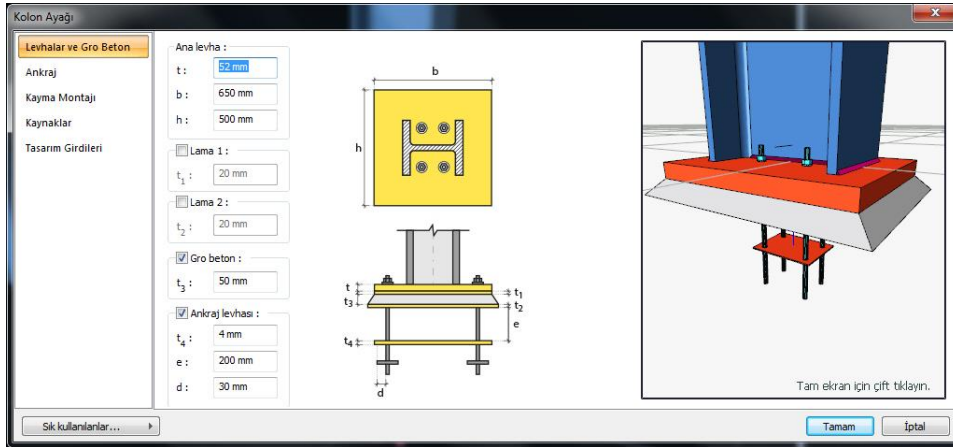 Kolon Ayağı
Levhalar ve Gro Beton
Ankraj
Kayma Montajı
Kaynaklar
Tasarım Girdileri
Ana levha :
t : 52 mm
b : 650 mm
h : 500 mm
Lama 1 :
t1 : 20 mm
Lama 2 :
t2 : 20 mm
Gro beton :
t3 : 50 mm
Ankraj levhası :
t4 : 4 mm
e : 200 mm
d : 30 mm
b
h
t
t1
t3
t2
e
t4
d
Tam ekran için çift tıklayın.
Sık kullanılanlar...
Tamam
İptal